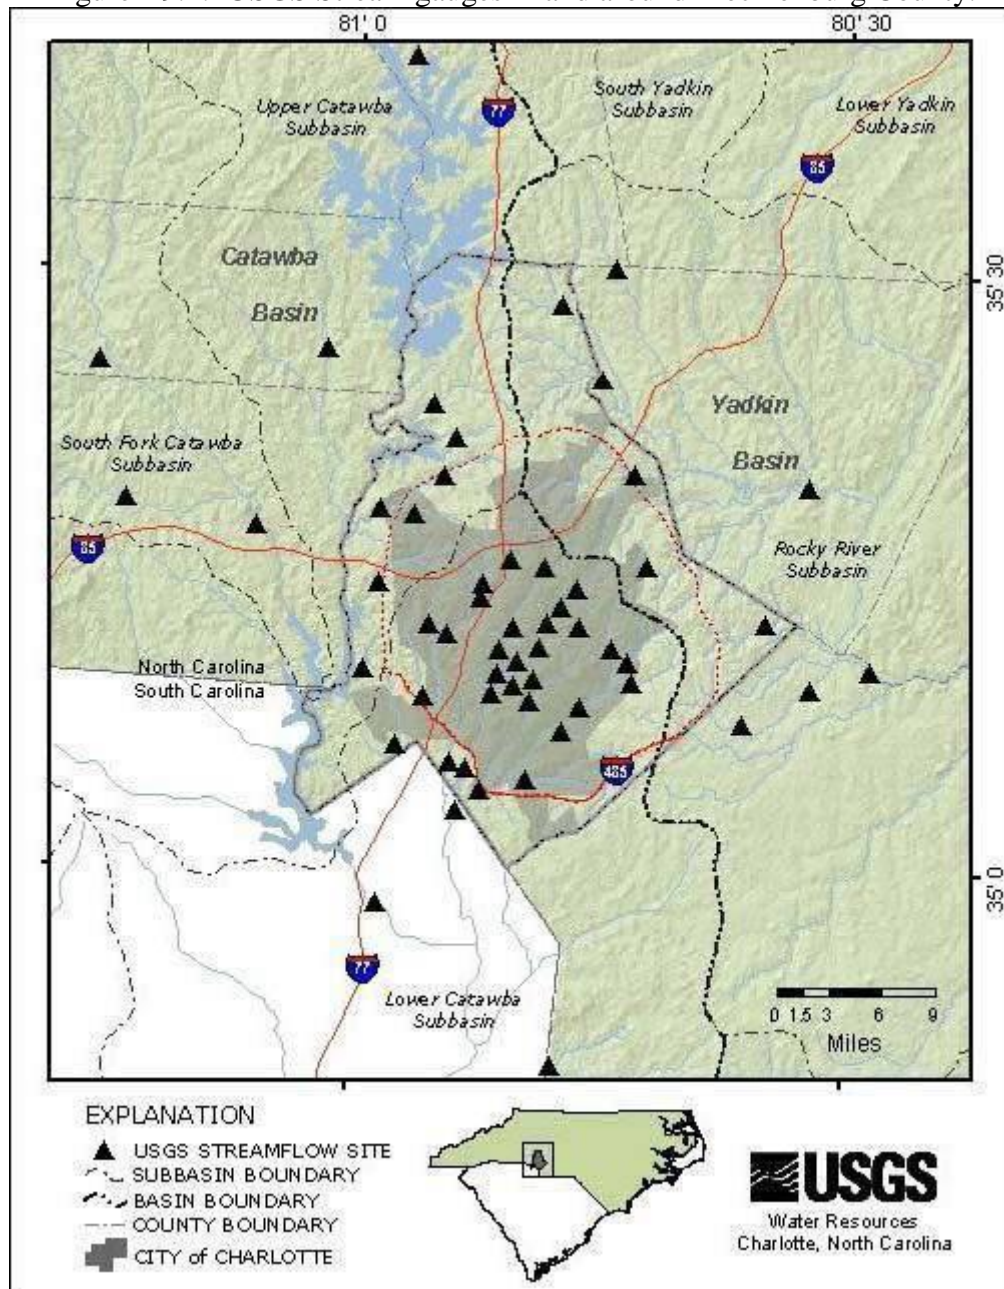 81° 0
80° 30
77
South Yadkin
Subbasin
Lower Yadkin
Subbasin
Upper Catawba
Subbasin
85
Catawba
Basin
35° 30
Yadkin
Basin
South Fork Catawba
Subbasin
85
Rocky River
Subbasin
North Carolina
South Carolina
485
35° 0
77
Lower Catawba
Subbasin
0 1.5 3 6 9
Miles
EXPLANATION
USGS STREAMFLOW SITE
SUBBASIN BOUNDARY
BASIN BOUNDARY
COUNTY BOUNDARY
CITY of CHARLOTTE
USGS
Water Resources
Charlotte, North Carolina